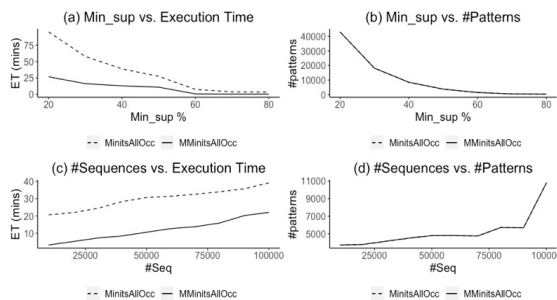 (a) Min_sup vs. Execution Time
ET (mins)
75
50
25
0
20
40
60
80
Min_sup %
MinitsAllOcc
MMinitsAllOcc
(b) Min_sup vs. #Patterns
#patterns
40000
30000
20000
10000
0
20
40
60
80
Min_sup %
MinitsAllOcc
MMinitsAllOcc
(c) #Sequences vs. Execution Time
ET (mins)
40
30
20
10
25000
50000
75000
100000
#Seq
MinitsAllOcc
MMinitsAllOcc
(d) #Sequences vs. #Patterns
#patterns
11000
9000
7000
5000
25000
50000
75000
10000
#Seq
MinitsAllOcc
MMinitsAllOcc